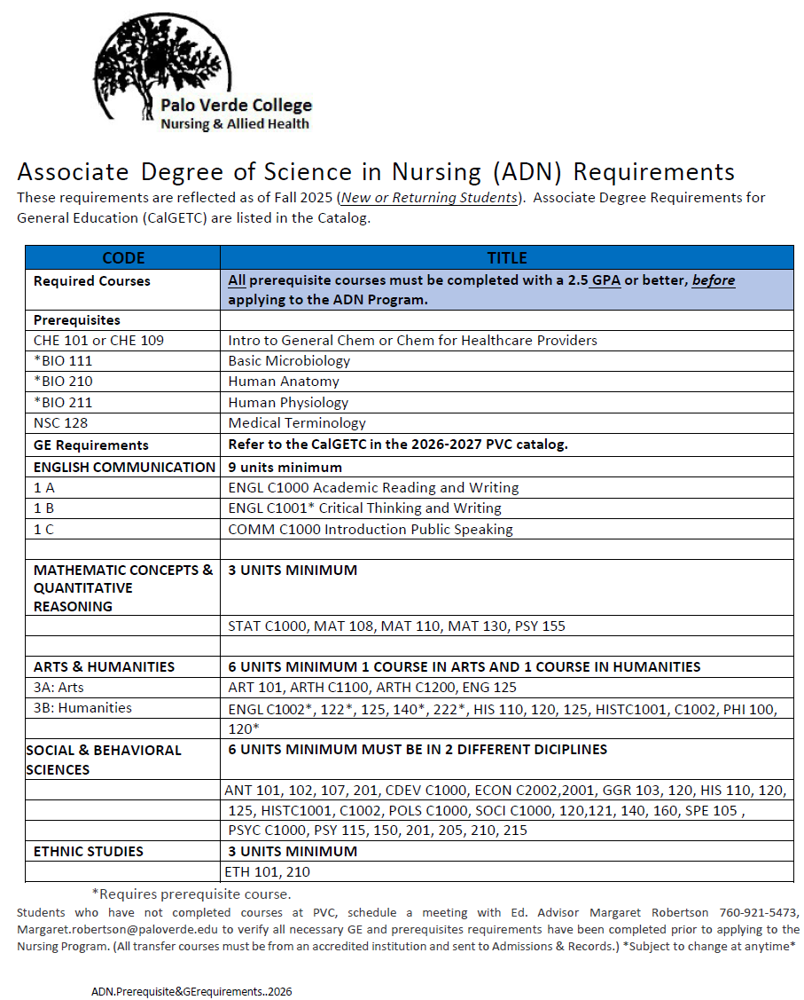 Palo Verde College
Nursing & Allied Health
Associate Degree of Science in Nursing (ADN) Requirements
These requirements are reflected as of Fall 2025 (New or Returning Students). Associate Degree Requirements for
General Education (CalGETC) are listed in the Catalog.
CODE TITLE
Required Courses All prerequisite courses must be completed with a 2.5 GPA or better, before
applying to the ADN Program.
Prerequisites
CHE 101 or CHE 109 Intro to General Chem or Chem for Healthcare Providers
*BIO 111 Basic Microbiology
*BIO 210 Human Anatomy
*BIO 211 Human Physiology
NSC 128 Medical Terminology
GE Requirements Refer to the CalGETC in the 2026-2027 PVC catalog.
ENGLISH COMMUNICATION 9 units minimum
1 A ENGL C1000 Academic Reading and Writing
1 B ENGL C1001* Critical Thinking and Writing
1 C COMM C1000 Introduction Public Speaking
MATHEMATIC CONCEPTS & 3 UNITS MINIMUM
QUANTITATIVE
REASONING
STAT C1000, MAT 108, MAT 110, MAT 130, PSY 155
ARTS & HUMANITIES 6 UNITS MINIMUM 1 COURSE IN ARTS AND 1 COURSE IN HUMANITIES
3A: Arts ART 101, ARTH C1100, ARTH C1200, ENG 125
3B: Humanities ENGL C1002*, 122*, 125, 140*, 222*, HIS 110, 120, 125, HISTC1001, C1002, PHI 100,
120*
SOCIAL & BEHAVIORAL 6 UNITS MINIMUM MUST BE IN 2 DIFFERENT DICIPLINES
SCIENCES
ANT 101, 102, 107, 201, CDEV C1000, ECON C2002,2001, GGR 103, 120, HIS 110, 120,
125, HISTC1001, C1002, POLS C1000, SOCI C1000, 120,121, 140, 160, SPE 105 ,
PSYC C1000, PSY 115, 150, 201, 205, 210, 215
ETHNIC STUDIES 3 UNITS MINIMUM
ETH 101, 210
*Requires prerequisite course.
Students who have not completed courses at PVC, schedule a meeting with Ed. Advisor Margaret Robertson 760-921-5473,
Margaret.robertson@paloverde.edu to verify all necessary GE and prerequisites requirements have been completed prior to applying to the
Nursing Program. (All transfer courses must be from an accredited institution and sent to Admissions & Records.) *Subject to change at anytime*
ADN.Prerequisite&GErequirements..2026